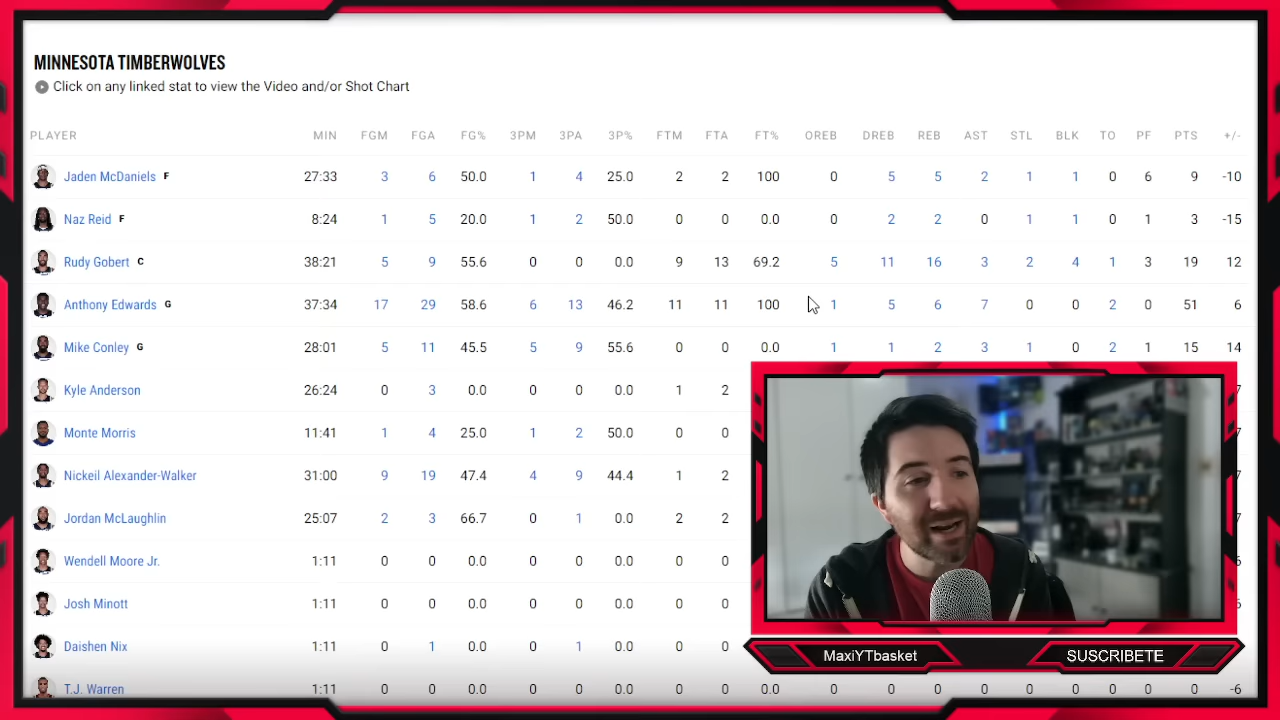 MINNESOTA TIMBERWOLVES
Click on any linked stat to view the Video and/or Shot Chart
PLAYER MIN FGM FGA FG% 3PM 3PA 3P% FTM FTA FT% OREB DREB REB AST STL BLK TO PF PTS +/-
Jaden McDaniels F 27:33 3 6 50.0 1 4 25.0 2 2 100 0 5 5 2 1 1 0 6 9 -10
Naz Reid F 8:24 1 5 20.0 1 2 50.0 0 0 0.0 0 2 2 0 1 1 0 1 3 -15
Rudy Gobert C 38:21 5 9 55.6 0 0 0.0 9 13 69.2 5 11 16 3 2 4 1 3 19 12
Anthony Edwards G 37:34 17 29 58.6 6 13 46.2 11 11 100 1 5 6 7 0 0 2 0 51 6
Mike Conley G 28:01 5 11 45.5 5 9 55.6 0 0 0.0 1 1 2 3 1 0 2 1 15 14
Kyle Anderson 26:24 0 3 0.0 0 0 0.0 1 2
Monte Morris 11:41 1 4 25.0 1 2 50.0 0 0
Nickeil Alexander-Walker 31:00 9 19 47.4 4 9 44.4 1 2
Jordan McLaughlin 25:07 2 3 66.7 0 1 0.0 2 2
Wendell Moore Jr. 1:11 0 0 0.0 0 0 0.0 0 0
Josh Minott 1:11 0 0 0.0 0 0 0.0 0 0
Daishen Nix 1:11 0 1 0.0 0 1 0.0 0 0
T.J. Warren 1:11 0 0 0.0 0 0 0.0 0 0 0.0 0 0 0 0 0 0 0 0 0 -6
MaxiYTbasket
SUSCRIBETE